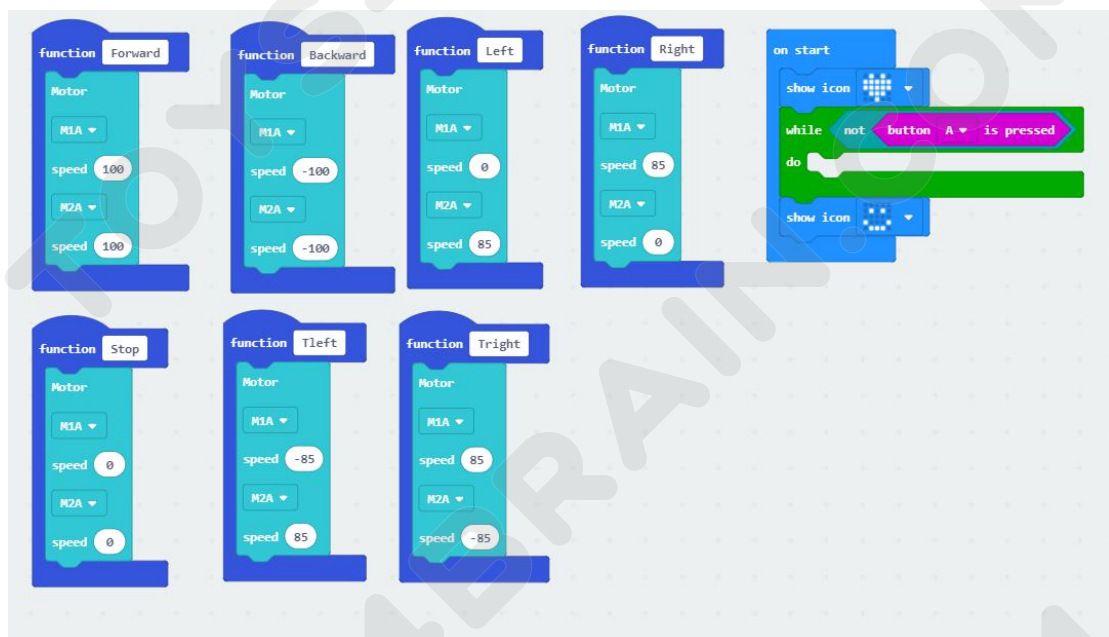 function Forward
Motor
M1A
speed 100
M2A
speed 100
function Backward
Motor
M1A
speed -100
M2A
speed -100
function Left
Motor
M1A
speed 0
M2A
speed 85
function Right
Motor
M1A
speed 85
M2A
speed 0
on start
show icon
while not button A is pressed
do
show icon
function Stop
Motor
M1A
speed 0
M2A
speed 0
function Tleft
Motor
M1A
speed -85
M2A
speed 85
function Tright
Motor
M1A
speed 85
M2A
speed -85